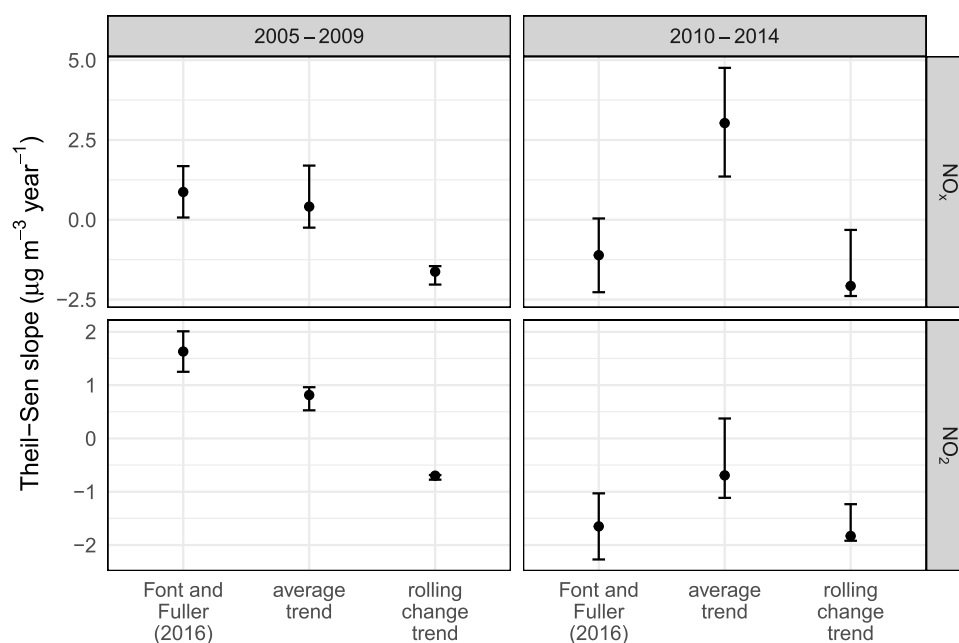 2005 – 2009
2010 – 2014
Theil−Sen slope (µg m⁻³ year⁻¹)
5.0
2.5
0.0
−2.5
NOₓ
2
1
0
−1
−2
NO₂
Font and
Fuller
(2016)
average
trend
rolling
change
trend
Font and
Fuller
(2016)
average
trend
rolling
change
trend